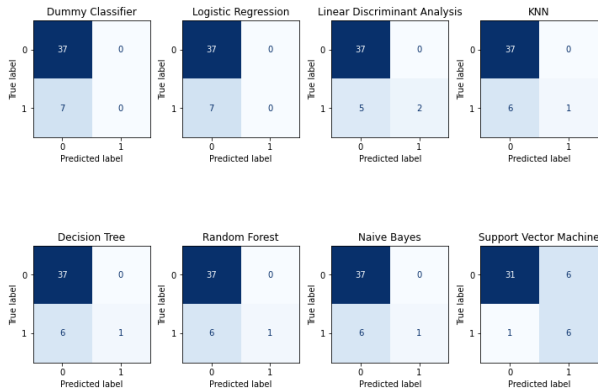 Dummy Classifier
True label
0
37
0
1
7
0
0
1
Predicted label
Logistic Regression
True label
0
37
0
1
7
0
0
1
Predicted label
Linear Discriminant Analysis
True label
0
37
0
1
5
2
0
1
Predicted label
KNN
True label
0
37
0
1
6
1
0
1
Predicted label
Decision Tree
True label
0
37
0
1
6
1
0
1
Predicted label
Random Forest
True label
0
37
0
1
6
1
0
1
Predicted label
Naive Bayes
True label
0
37
0
1
6
1
0
1
Predicted label
Support Vector Machine
True label
0
31
6
1
1
6
0
1
Predicted label